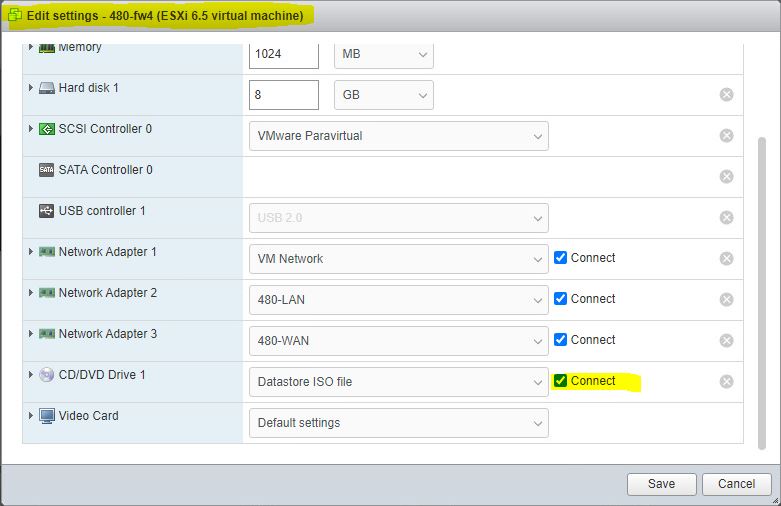 Edit settings - 480-fw4 (ESXi 6.5 virtual machine)
Memory 1024 MB
Hard disk 1 8 GB
SCSI Controller 0 VMware Paravirtual
SATA SATA Controller 0
USB controller 1 USB 2.0
Network Adapter 1 VM Network Connect
Network Adapter 2 480-LAN Connect
Network Adapter 3 480-WAN Connect
CD/DVD Drive 1 Datastore ISO file Connect
Video Card Default settings
Save Cancel